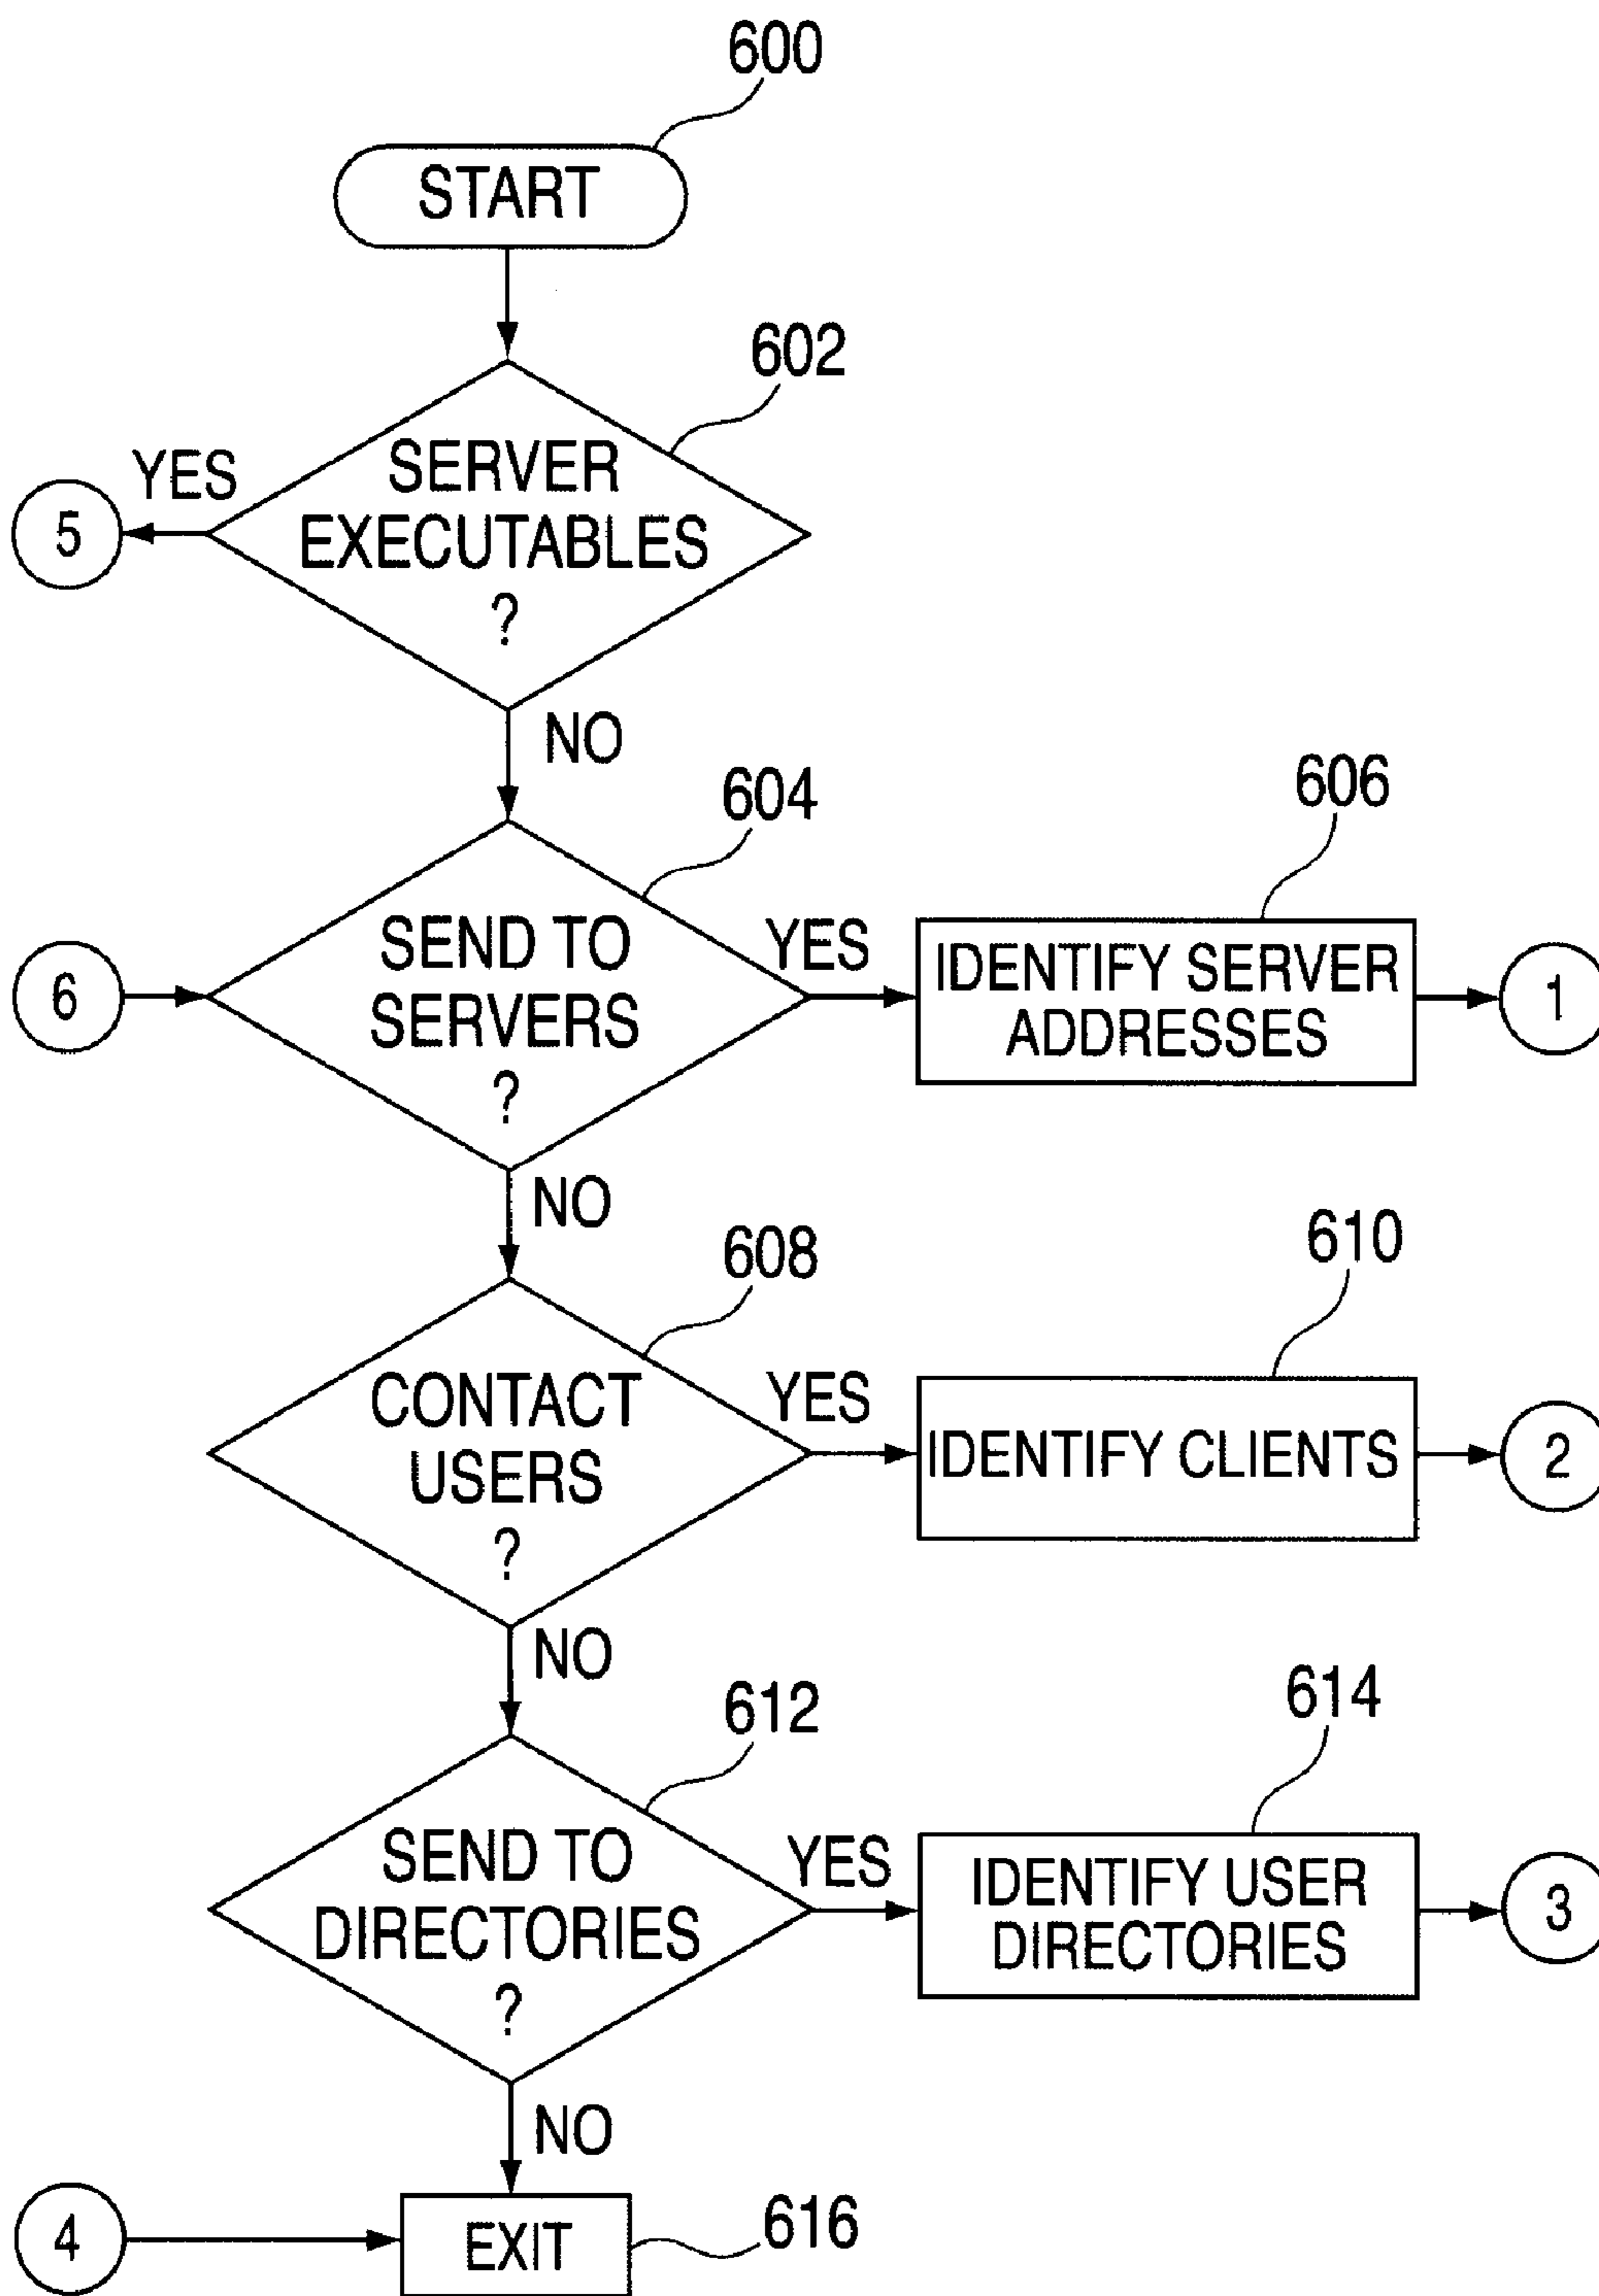 600
START
602
SERVER
EXECUTABLES
?
YES
5
NO
604
606
6
SEND TO
SERVERS
?
YES
IDENTIFY SERVER
ADDRESSES
1
NO
608
610
CONTACT
USERS
?
YES
IDENTIFY CLIENTS
2
NO
612
614
SEND TO
DIRECTORIES
?
YES
IDENTIFY USER
DIRECTORIES
3
NO
4
EXIT
616